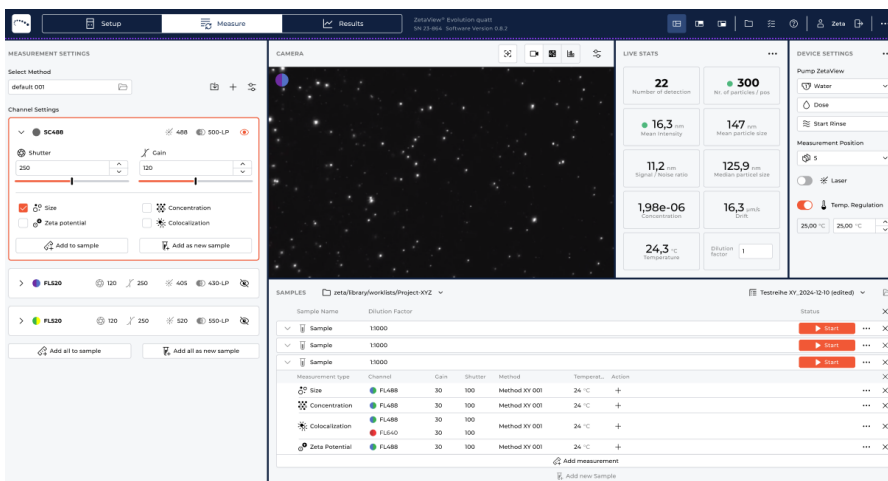 Setup
Measure
Results
ZetaView® Evolution quatt
SN 23-864 Software Version 0.8.2
Zeta
MEASUREMENT SETTINGS
Select Method
default 001
Channel Settings
SC488
488
500-LP
Shutter
Gain
250
120
Size
Concentration
Zeta potential
Colocalization
Add to sample
Add as new sample
FL520
120
250
405
430-LP
FL520
120
250
520
550-LP
Add all to sample
Add all as new sample
CAMERA
LIVE STATS
22
Number of detection
300
Nr. of particles / pos
16,3 nm
Mean Intensity
147 nm
Mean particle size
11,2 nm
Signal / Noise ratio
125,9 nm
Median particel size
1,98e-06
Concentration
16,3 µm/s
Drift
24,3 °C
Temperature
Dilution factor
1
DEVICE SETTINGS
Pump ZetaView
Water
Dose
Start Rinse
Measurement Position
5
Laser
Temp. Regulation
25,00 °C
25,00 °C
SAMPLES
zeta/library/worklists/Project-XYZ
Testreihe XY_2024-12-10 (edited)
Sample Name Dilution Factor Status
Sample 1:1000 Start
Sample 1:1000 Start
Sample 1:1000 Start
Measurement type Channel Gain Shutter Method Temperat... Action
Size FL488 30 100 Method XY 001 24 °C
Concentration FL488 30 100 Method XY 001 24 °C
FL488 30 100
Colocalization Method XY 001 24 °C
FL640 30 100
Zeta Potential FL488 30 100 Method XY 001 24 °C
Add measurement
Add new Sample